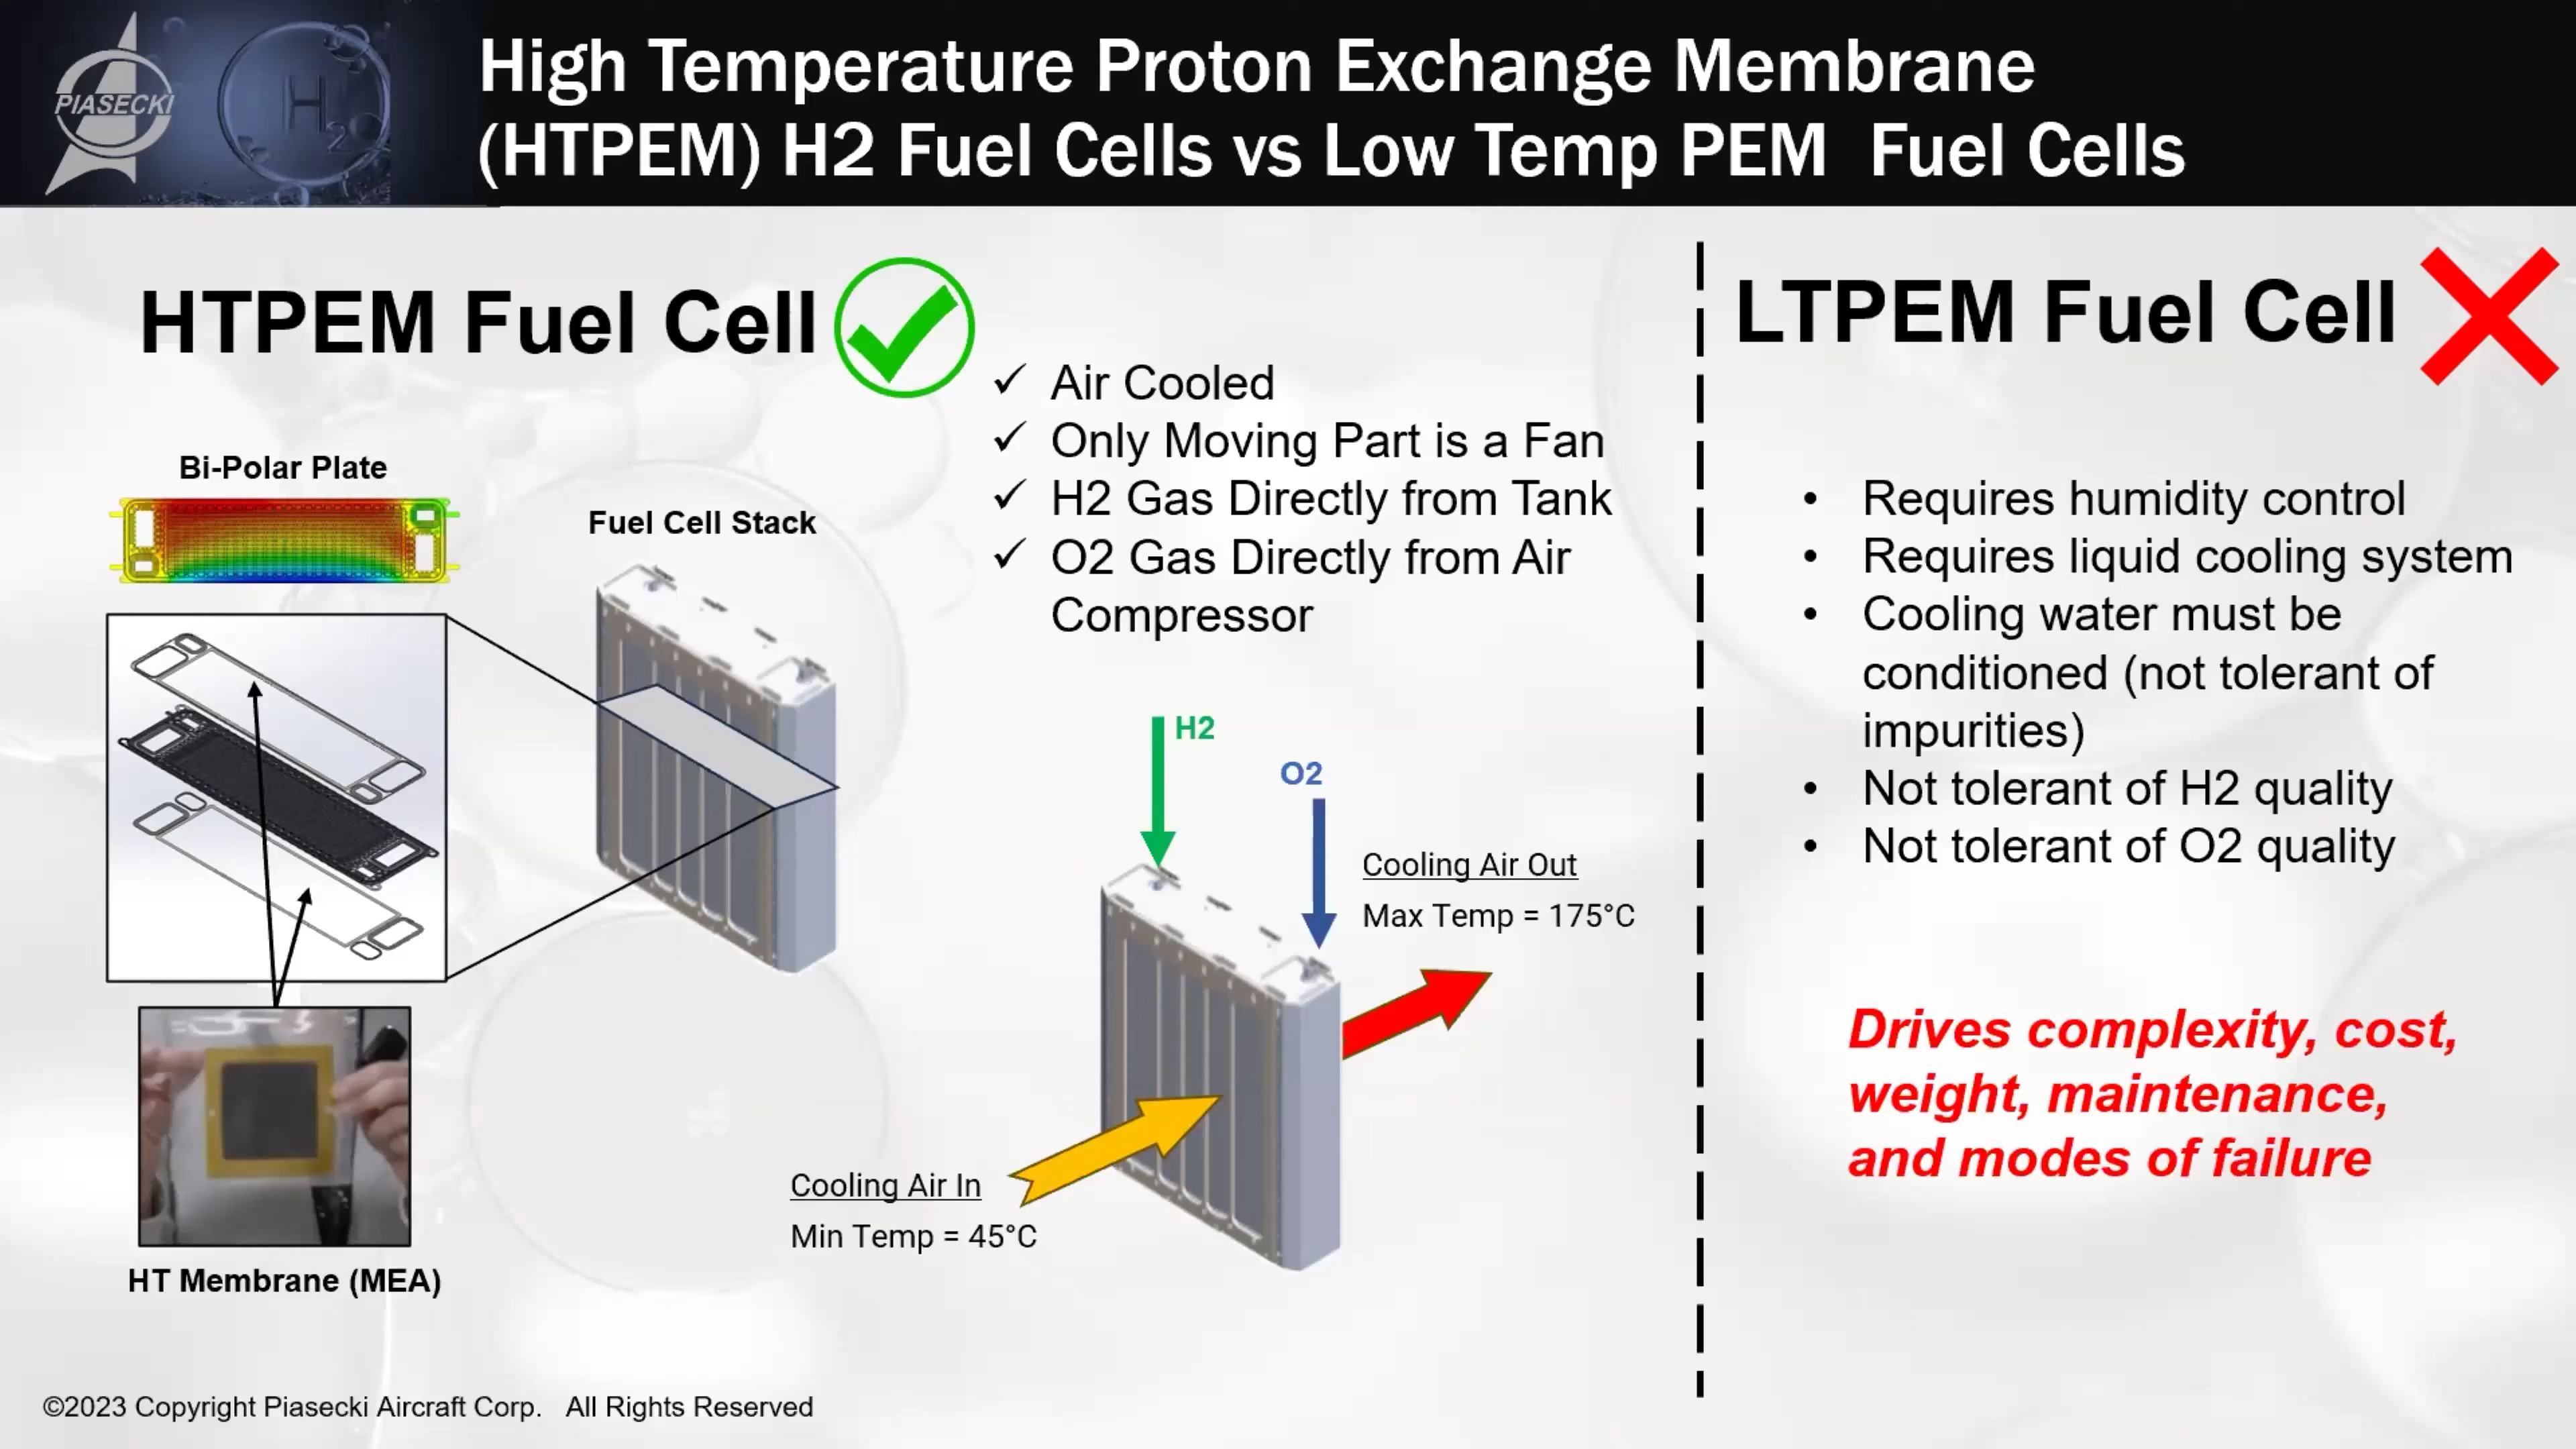 PIASECKI
H2O
High Temperature Proton Exchange Membrane
(HTPEM) H2 Fuel Cells vs Low Temp PEM Fuel Cells
HTPEM Fuel Cell
✓ Air Cooled
✓ Only Moving Part is a Fan
✓ H2 Gas Directly from Tank
✓ O2 Gas Directly from Air
Compressor
Bi-Polar Plate
Fuel Cell Stack
HT Membrane (MEA)
H2
O2
Cooling Air Out
Max Temp = 175°C
Cooling Air In
Min Temp = 45°C
LTPEM Fuel Cell
• Requires humidity control
• Requires liquid cooling system
• Cooling water must be
conditioned (not tolerant of
impurities)
• Not tolerant of H2 quality
• Not tolerant of O2 quality
Drives complexity, cost,
weight, maintenance,
and modes of failure
©2023 Copyright Piasecki Aircraft Corp. All Rights Reserved